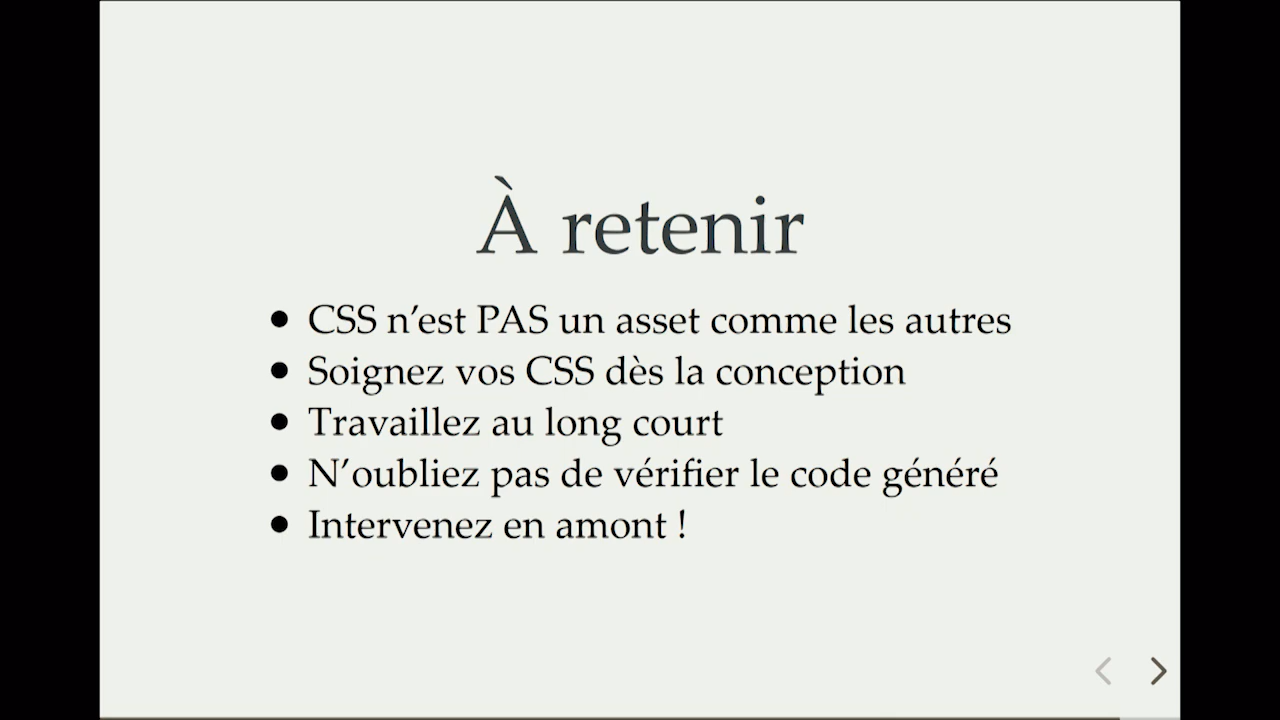 À retenir
CSS n’est PAS un asset comme les autres
Soignez vos CSS dès la conception
Travaillez au long court
N’oubliez pas de vérifier le code généré
Intervenez en amont !